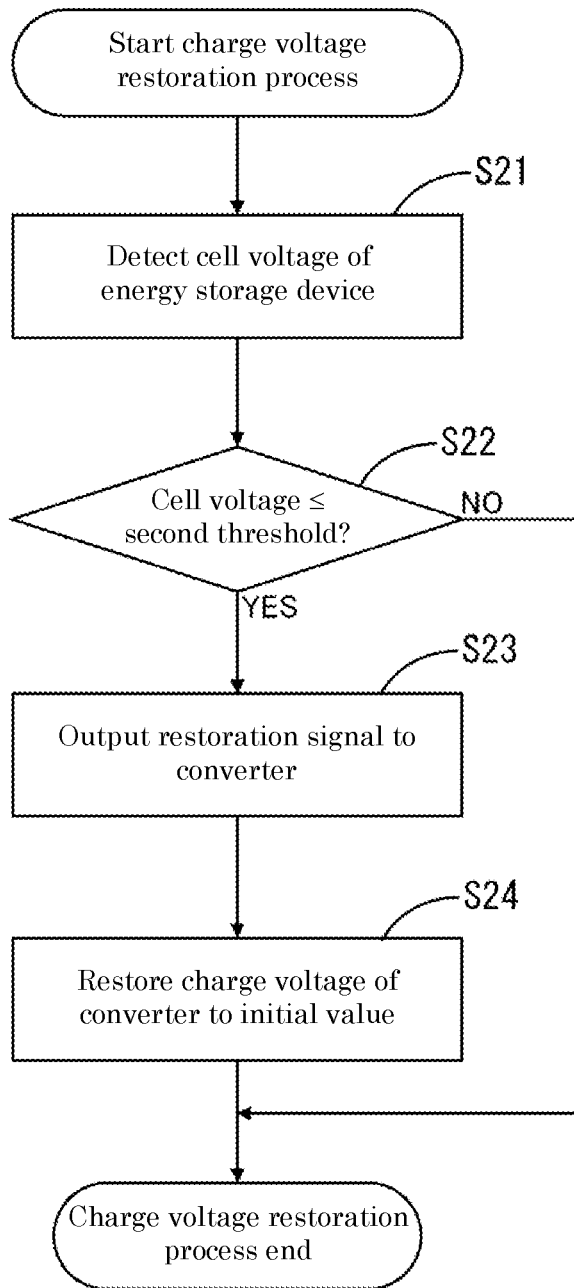 Start charge voltage
restoration process
S21
Detect cell voltage of
energy storage device
S22
Cell voltage ≤
second threshold?
NO
YES
S23
Output restoration signal to
converter
S24
Restore charge voltage of
converter to initial value
Charge voltage restoration
process end